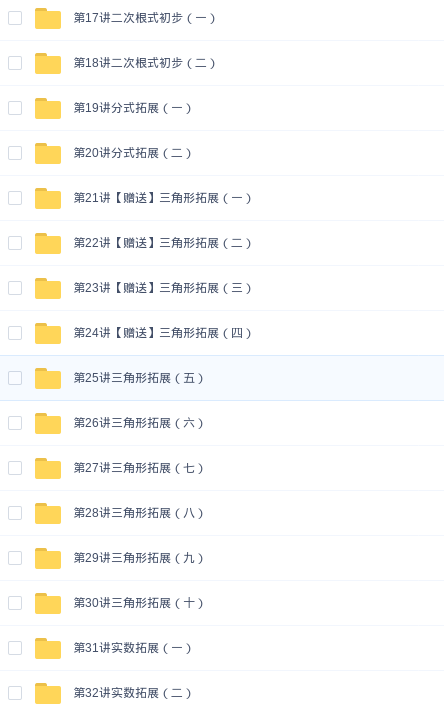 第17讲二次根式初步（一）
第18讲二次根式初步（二）
第19讲分式拓展（一）
第20讲分式拓展（二）
第21讲【赠送】三角形拓展（一）
第22讲【赠送】三角形拓展（二）
第23讲【赠送】三角形拓展（三）
第24讲【赠送】三角形拓展（四）
第25讲三角形拓展（五）
第26讲三角形拓展（六）
第27讲三角形拓展（七）
第28讲三角形拓展（八）
第29讲三角形拓展（九）
第30讲三角形拓展（十）
第31讲实数拓展（一）
第32讲实数拓展（二）